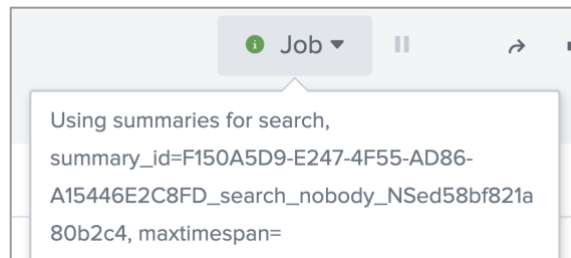 Job
Using summaries for search,
summary_id=F150A5D9-E247-4F55-AD86-
A15446E2C8FD_search_nobody_NSed58bf821a
80b2c4, maxtimespan=